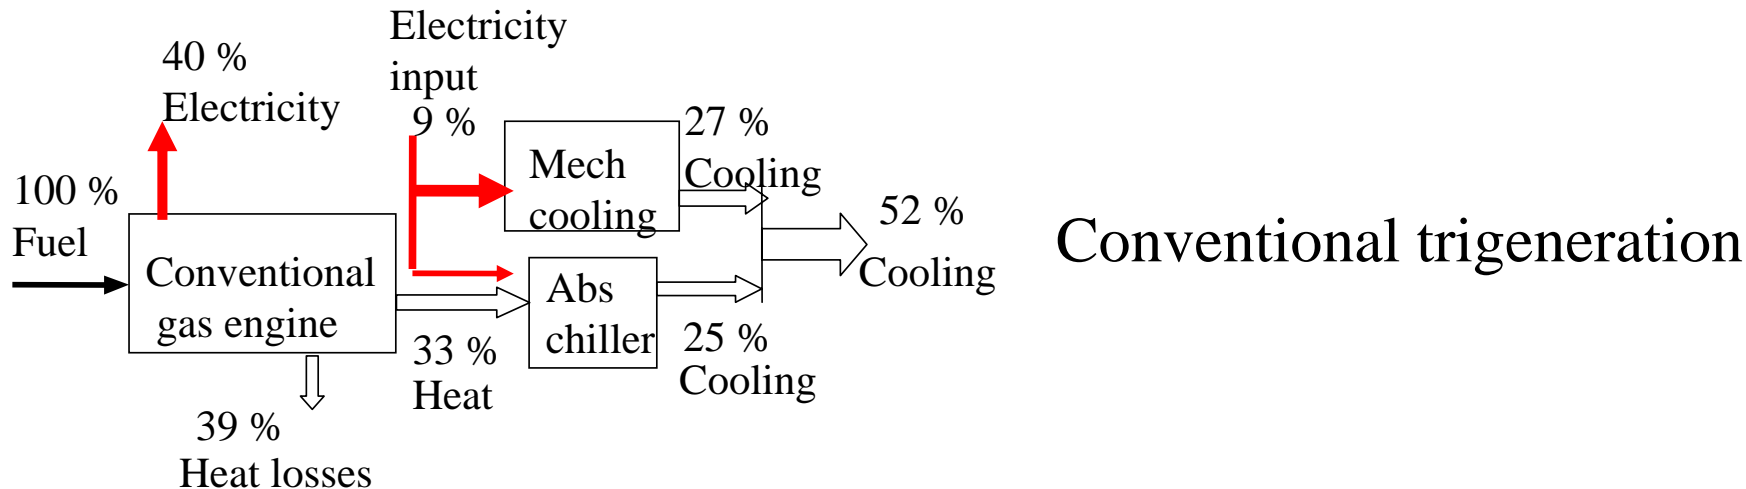 40 %
Electricity
Electricity
input
9 %
100 %
Fuel
Conventional
gas engine
39 %
Heat losses
33 %
Heat
Mech
cooling
27 %
Cooling
Abs
chiller
25 %
Cooling
52 %
Cooling
Conventional trigeneration